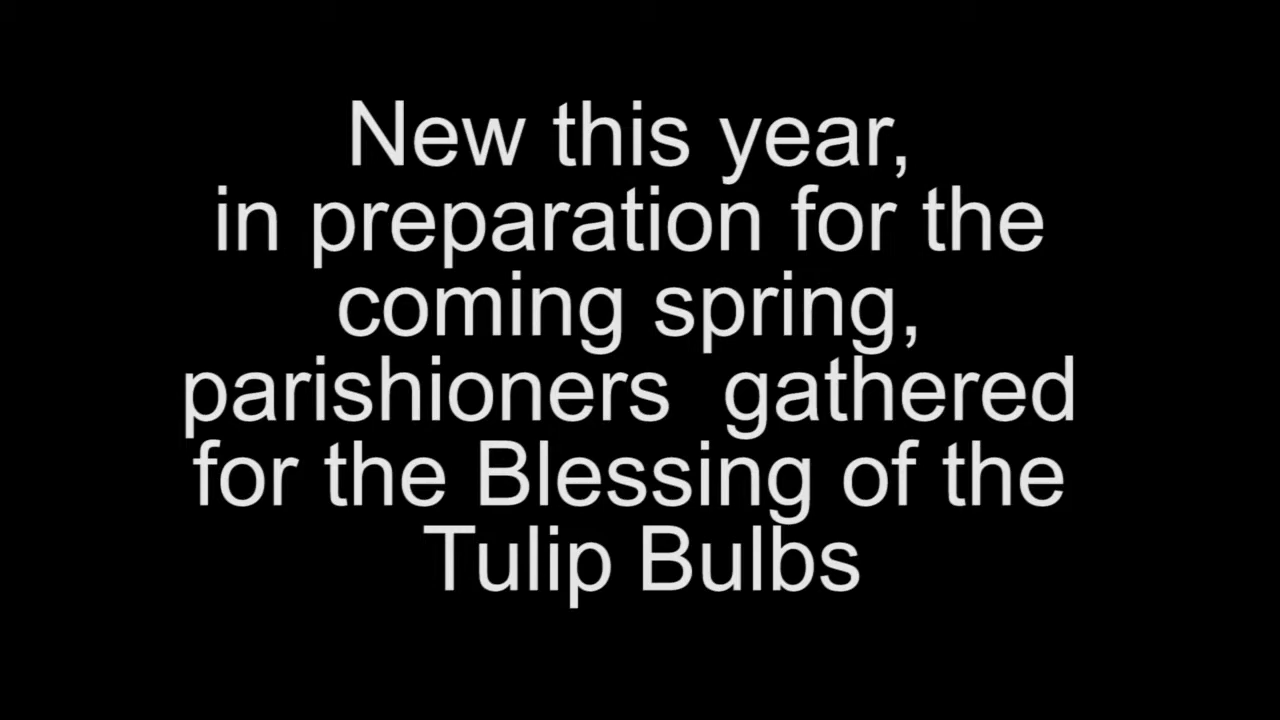 New this year,
in preparation for the
coming spring,
parishioners  gathered
for the Blessing of the
Tulip Bulbs